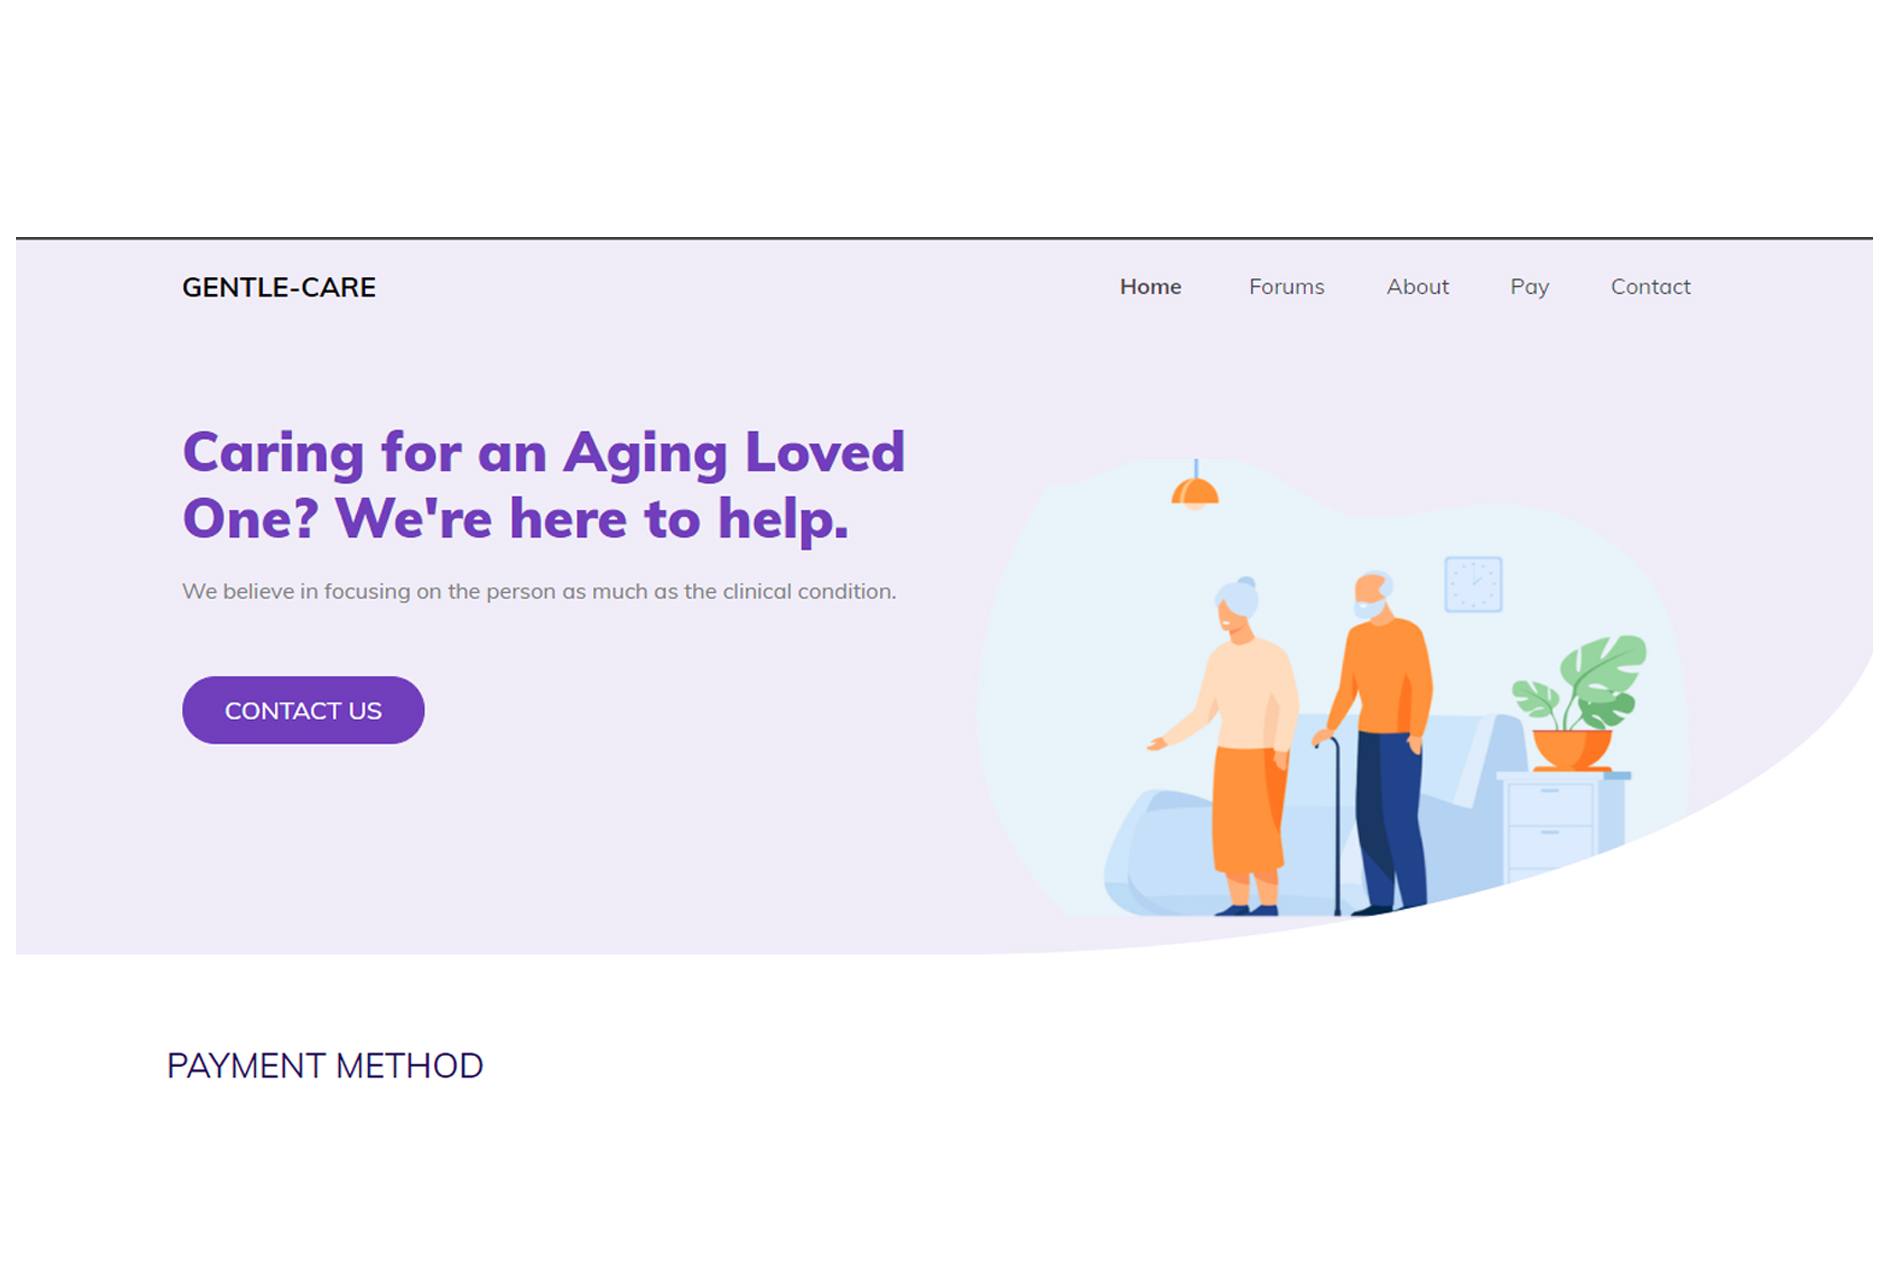 GENTLE-CARE
Home Forums About Pay Contact
Caring for an Aging Loved
One? We're here to help.
We believe in focusing on the person as much as the clinical condition.
CONTACT US
PAYMENT METHOD